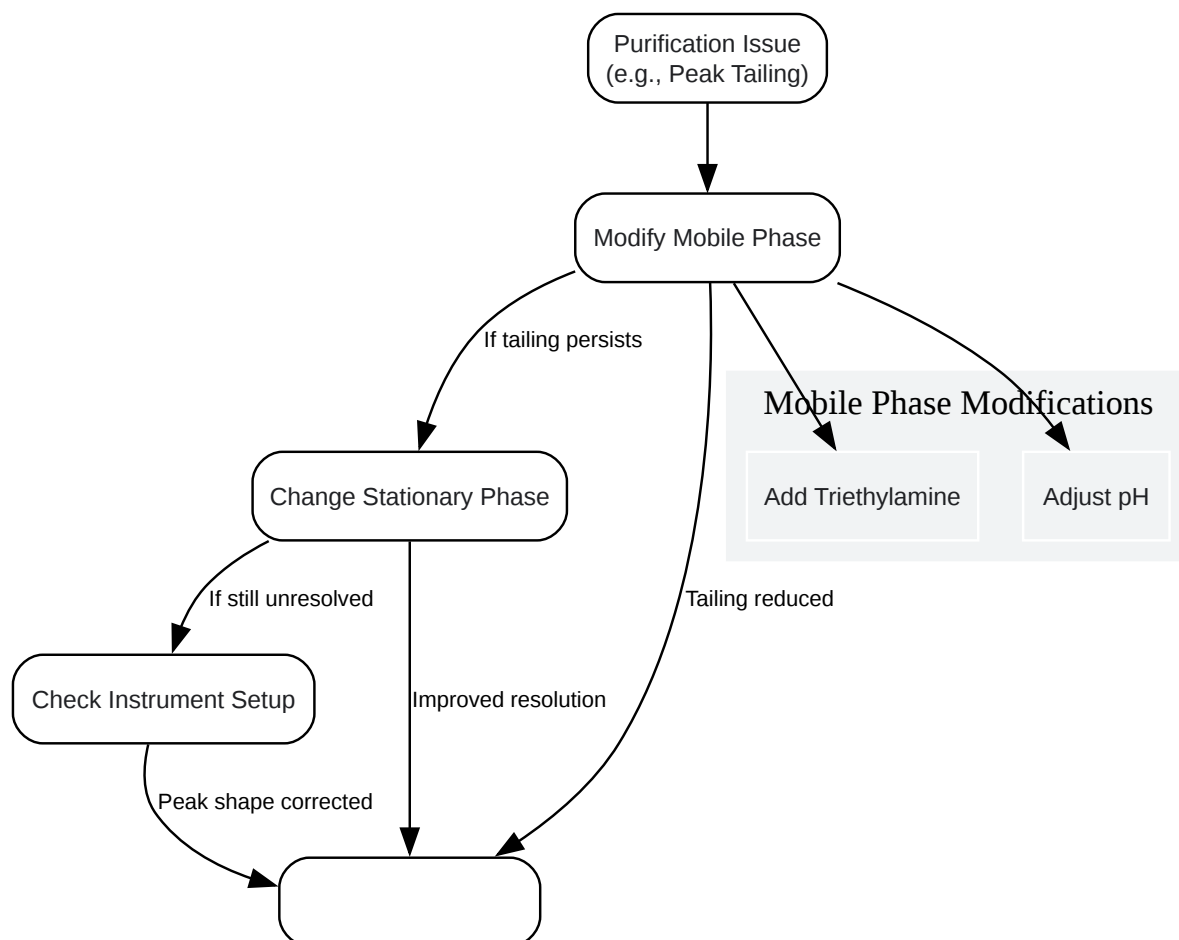 Purification Issue
(e.g., Peak Tailing)
Modify Mobile Phase
If tailing persists
Mobile Phase Modifications
Change Stationary Phase
Add Triethylamine
Adjust pH
If still unresolved
Tailing reduced
Check Instrument Setup
Improved resolution
Peak shape corrected